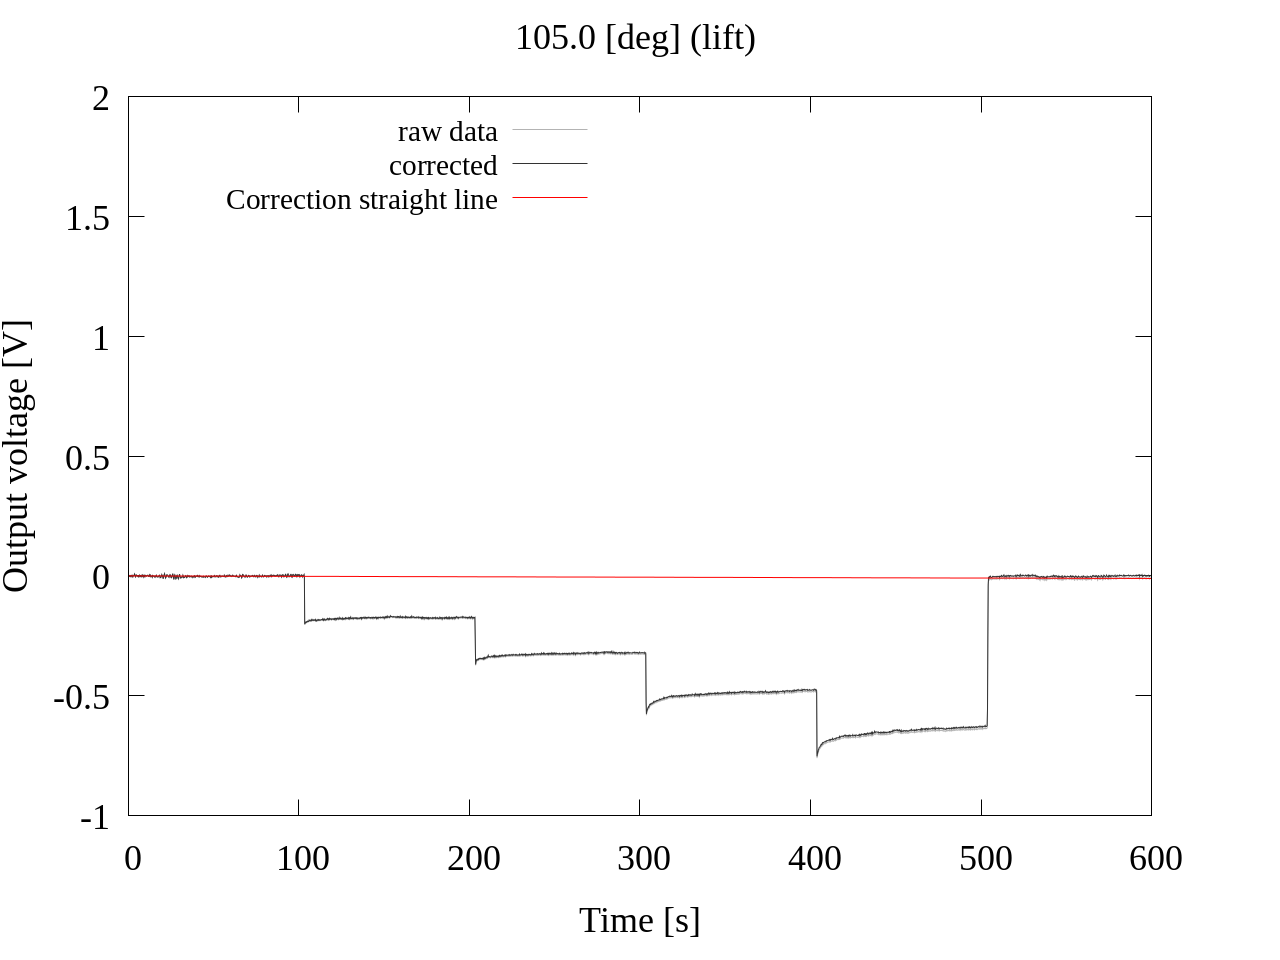 105.0 [deg] (lift)
2
1.5
1
0.5
0
-0.5
-1
raw data
corrected
Correction straight line
Output voltage [V]
0 100 200 300 400 500 600
Time [s]